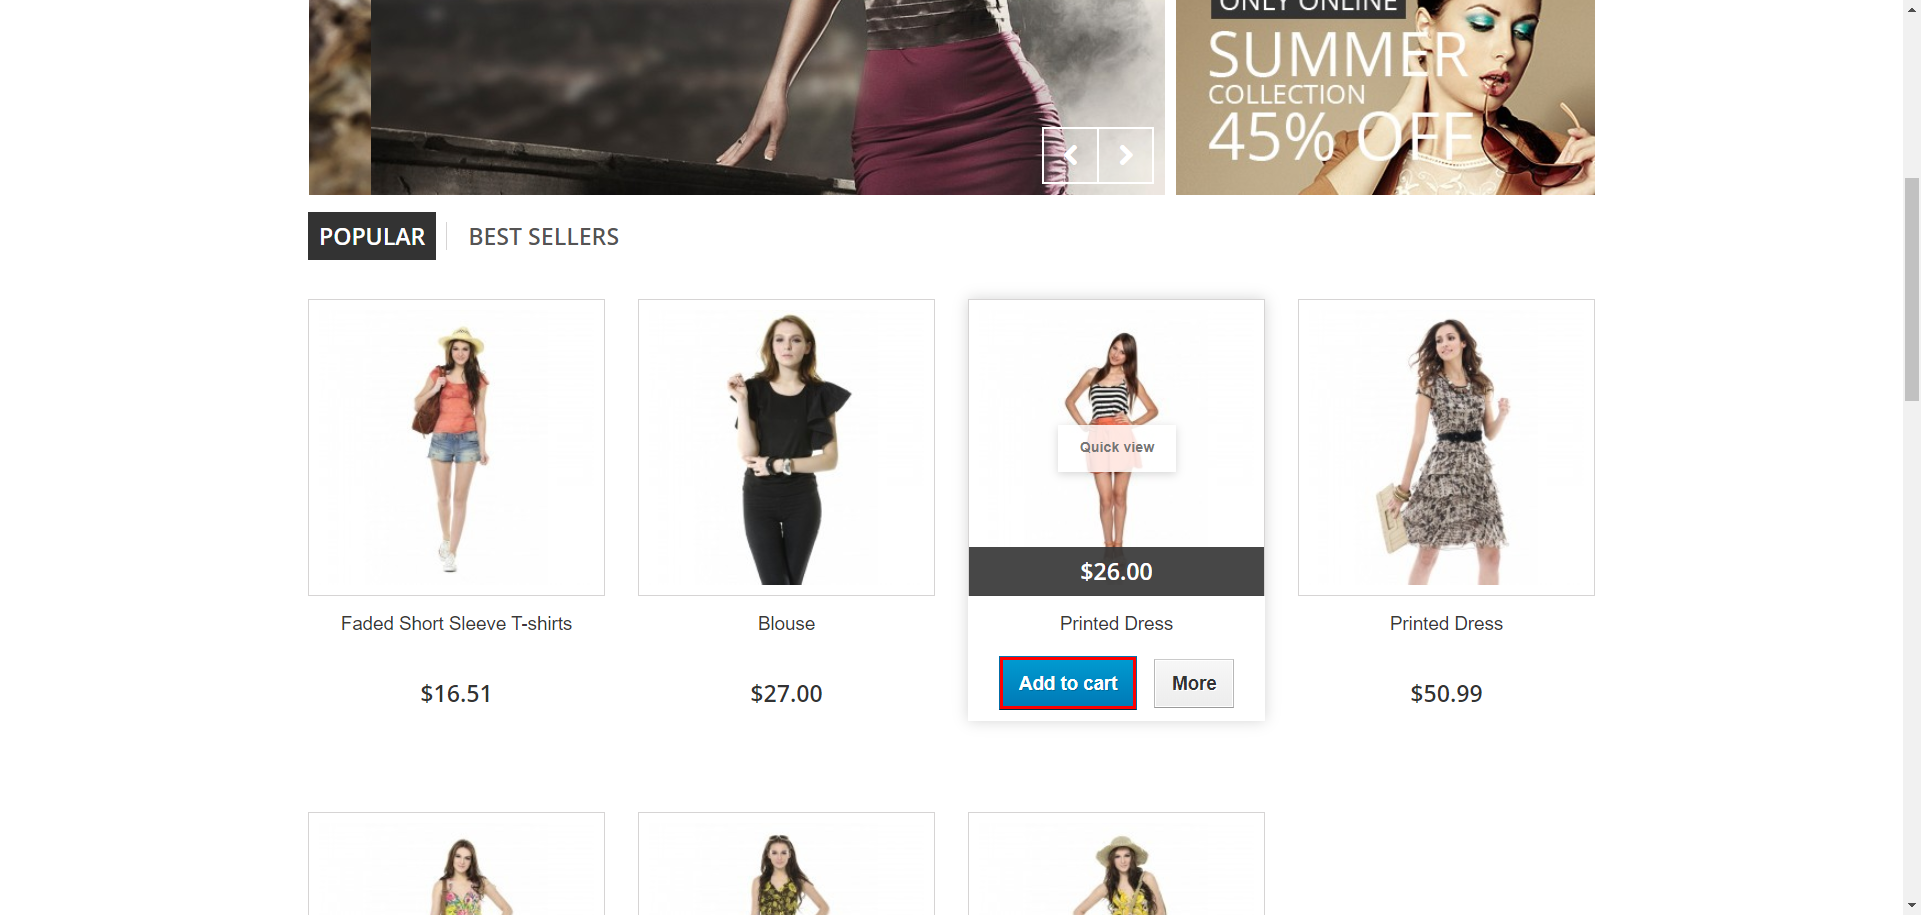 ONLY ONLINE
SUMMER
COLLECTION
45% OFF
POPULAR
BEST SELLERS
Quick view
$26.00
Faded Short Sleeve T-shirts
Blouse
Printed Dress
Printed Dress
Add to cart
More
$16.51
$27.00
$50.99